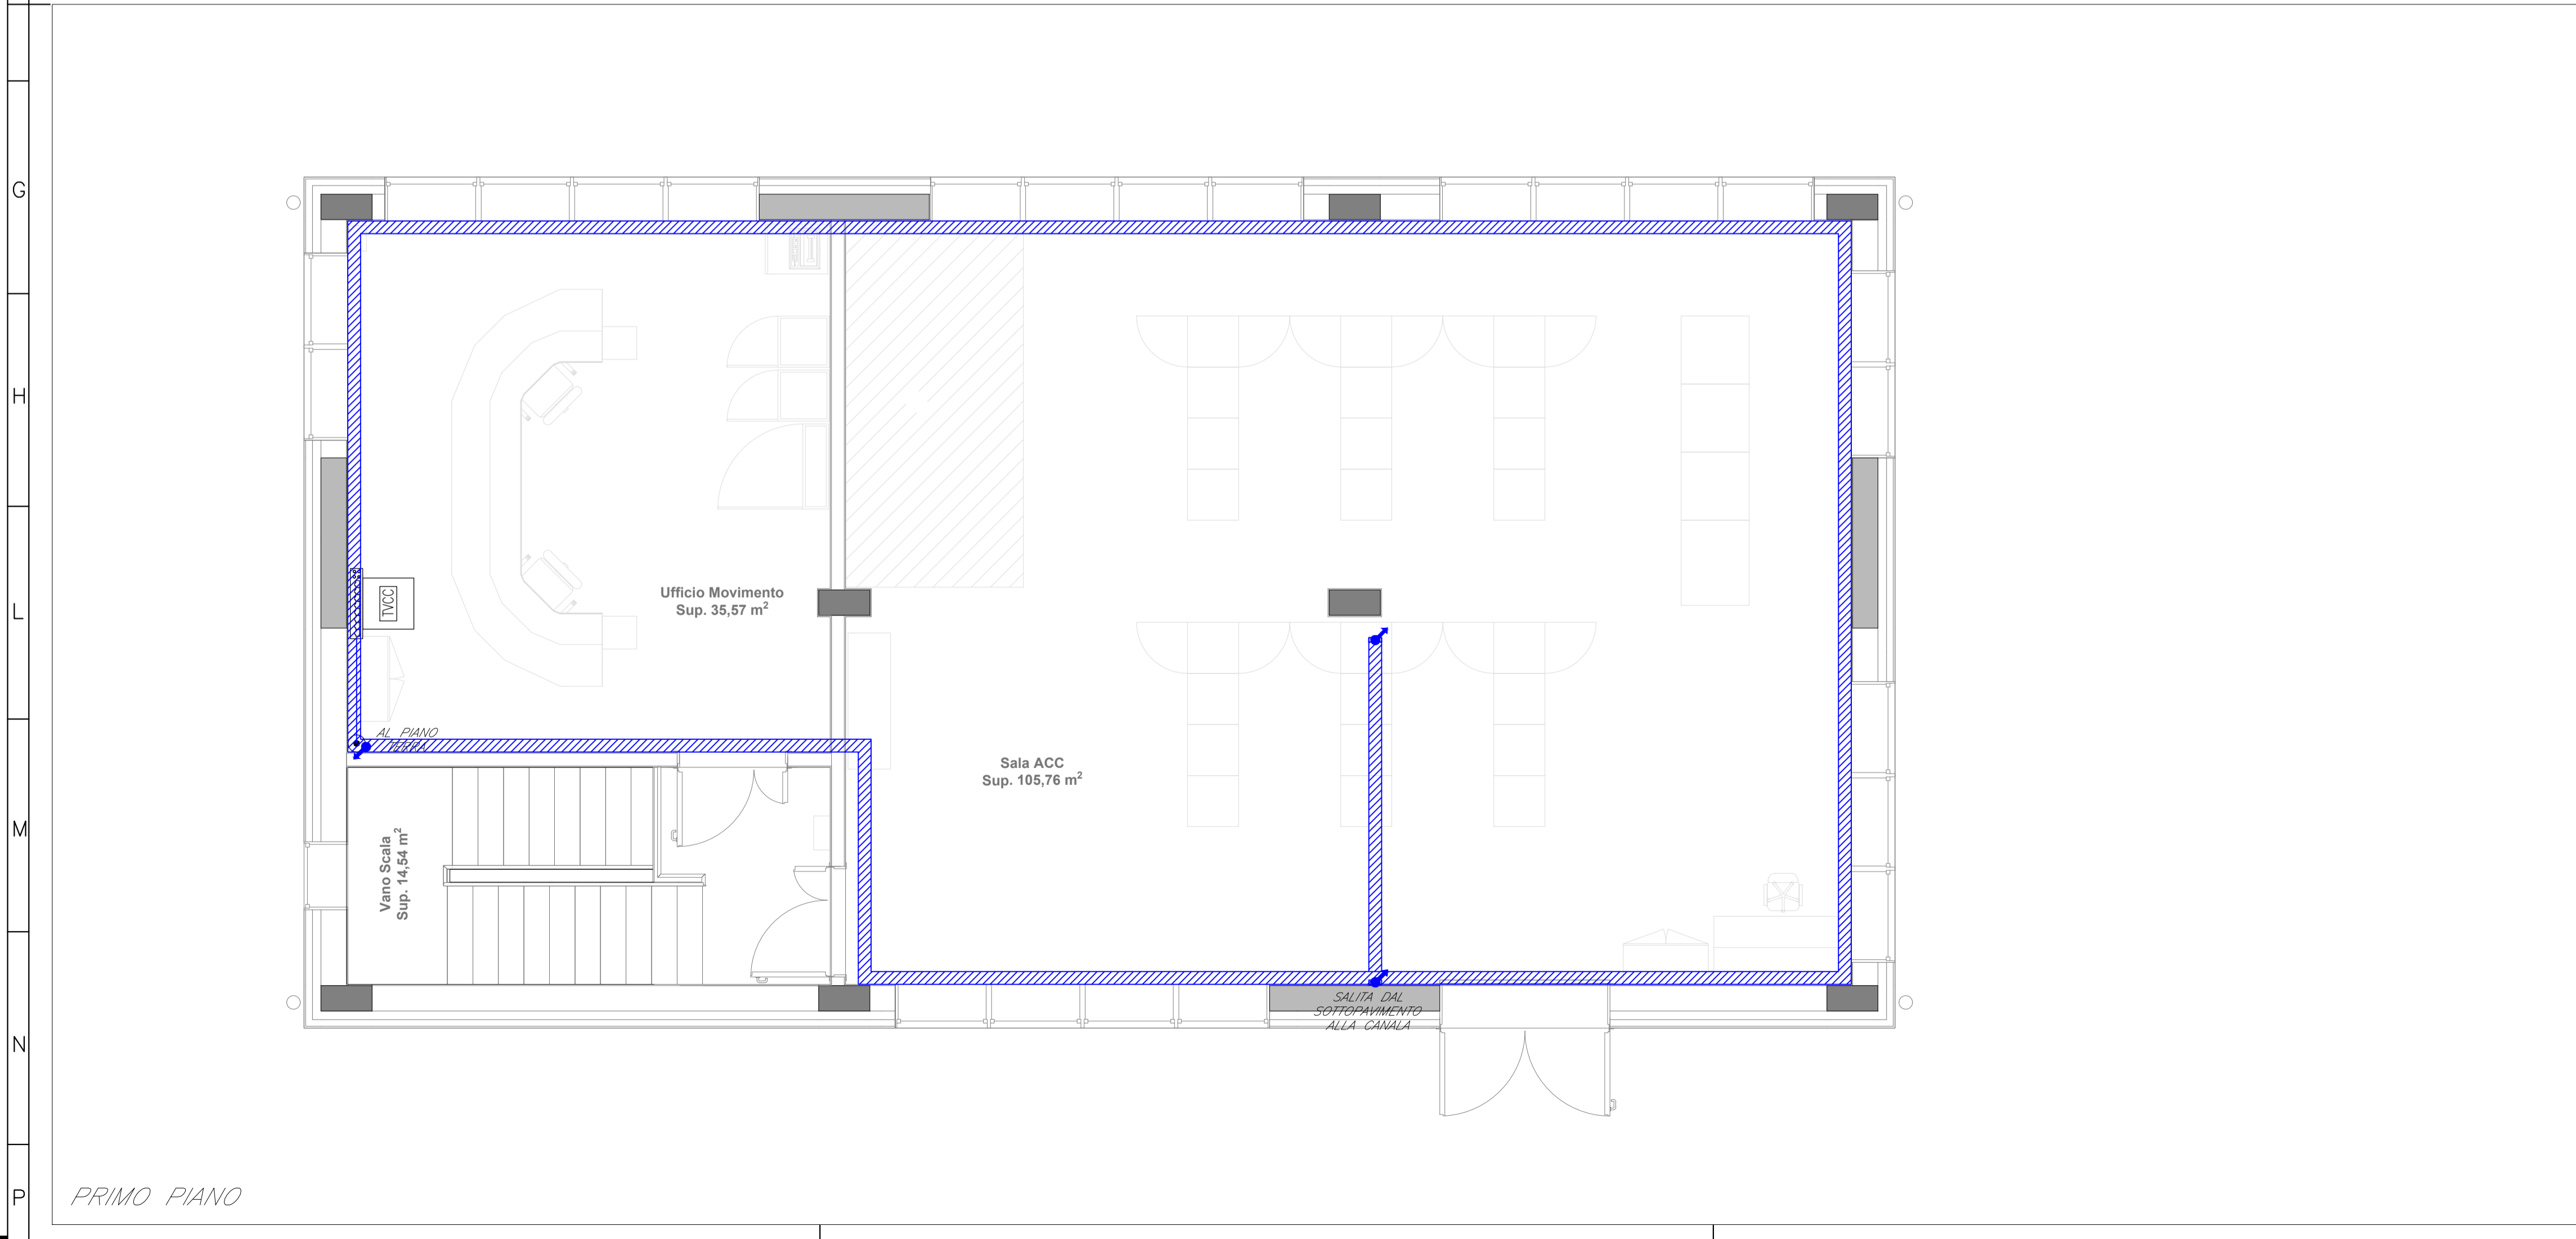 G
H
L
M
N
P
Ufficio Movimento
Sup. 35,57 m²
TVCC
AL PIANO
TERRA
Sala ACC
Sup. 105,76 m²
Vano Scala
Sup. 14,54 m²
SALITA DAL
SOTTOPAVIMENTO
ALLA CANALA
PRIMO PIANO